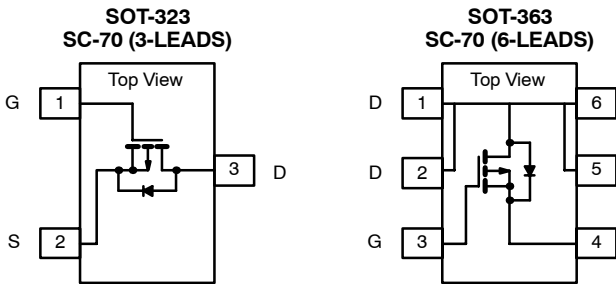 SOT-323
SC-70 (3-LEADS)
Top View
G 1
3 D
S 2
SOT-363
SC-70 (6-LEADS)
Top View
D 1 6
D 2 5
G 3 4